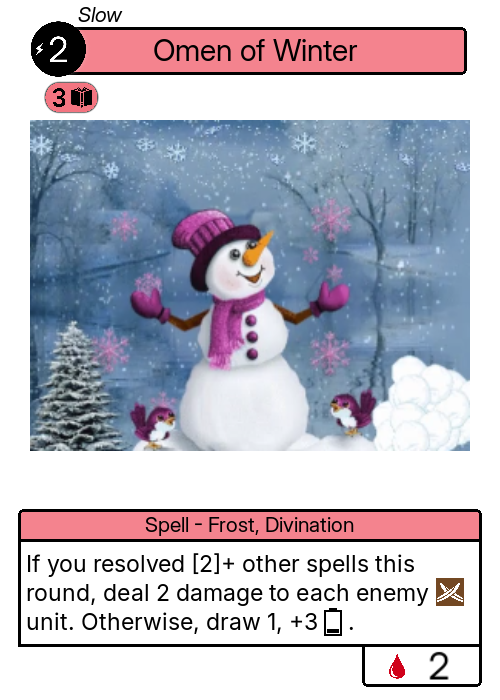 Slow
2
Omen of Winter
3
Spell - Frost, Divination
If you resolved [2]+ other spells this
round, deal 2 damage to each enemy
unit. Otherwise, draw 1, +3 .
2